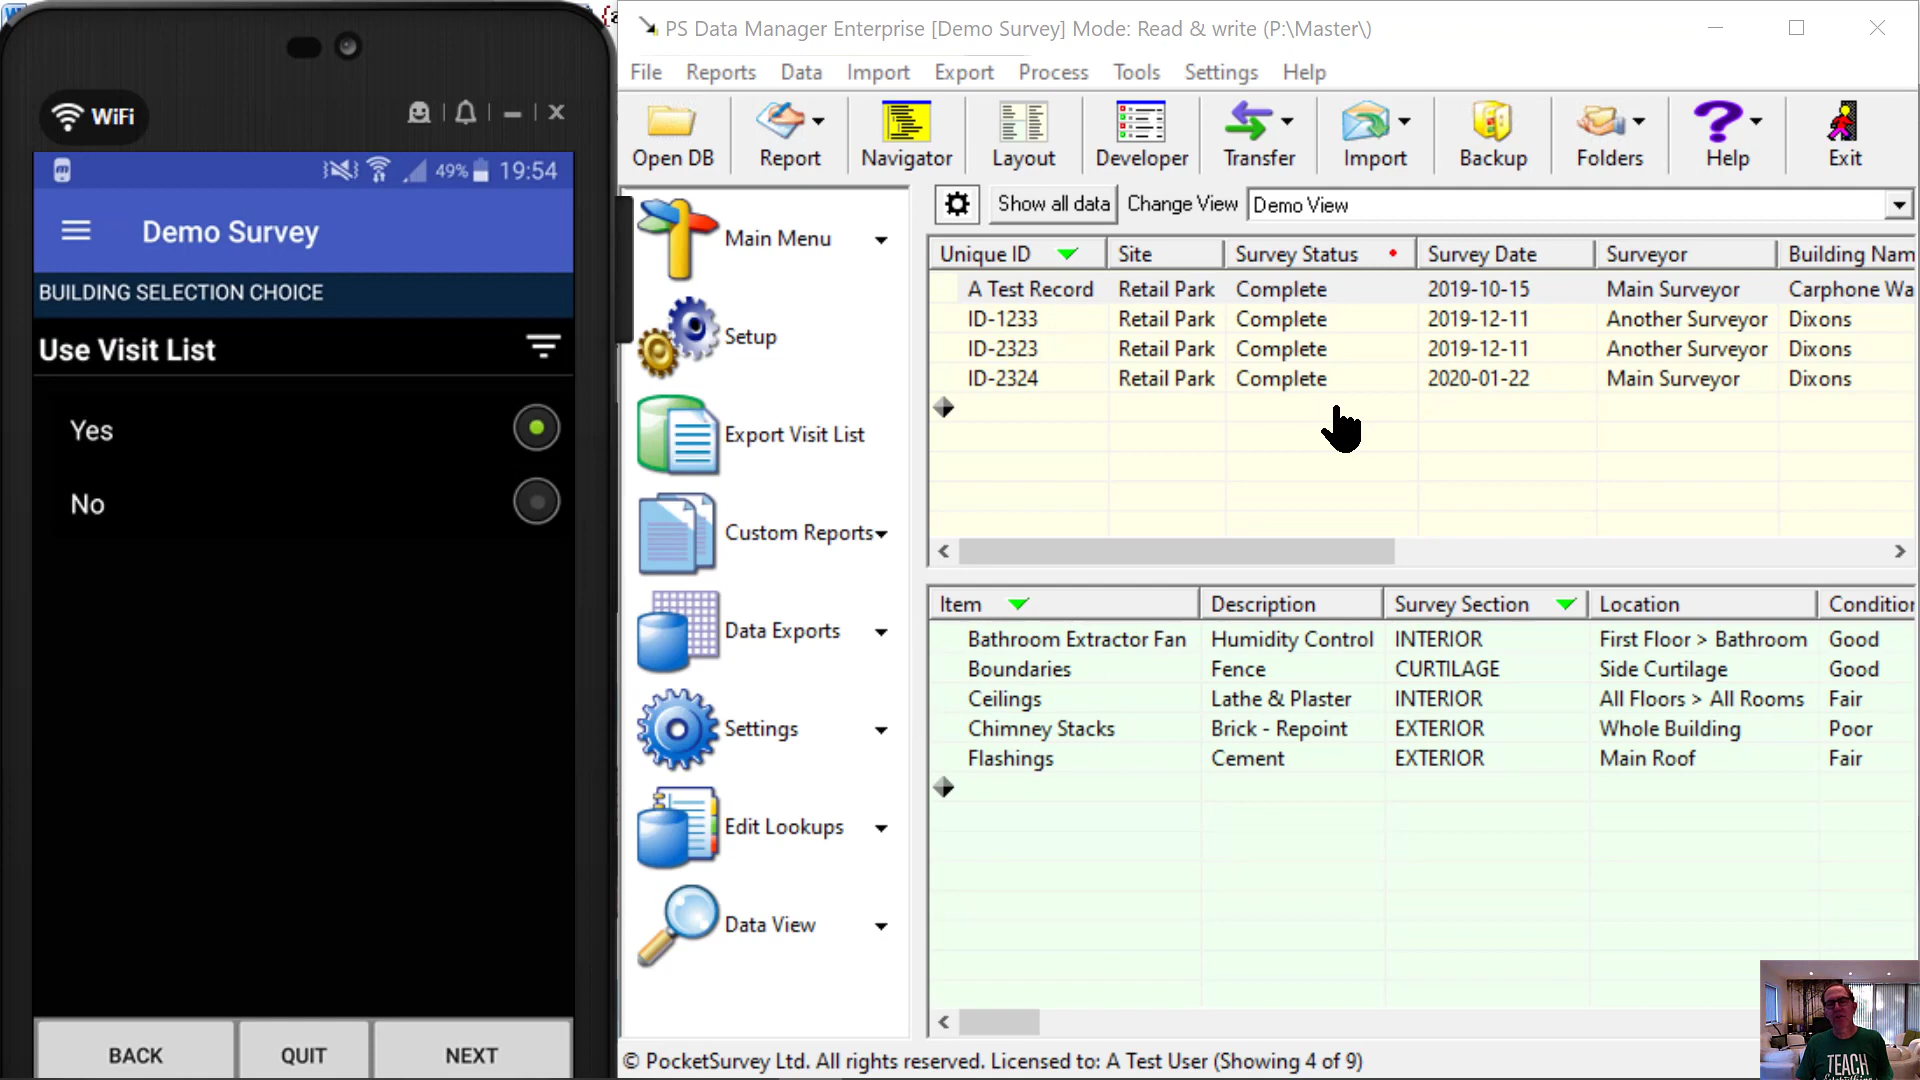 WiFi
49% 19:54
Demo Survey
BUILDING SELECTION CHOICE
Use Visit List
Yes
No
BACK QUIT NEXT
PS Data Manager Enterprise [Demo Survey] Mode: Read & write (P:\Master\)
File Reports Data Import Export Process Tools Settings Help
Open DB Report Navigator Layout Developer Transfer Import Backup Folders Help Exit
Main Menu
Setup
Export Visit List
Custom Reports
Data Exports
Settings
Edit Lookups
Data View
Show all data Change View Demo View
Unique ID Site Survey Status Survey Date Surveyor Building Nam
A Test Record Retail Park Complete 2019-10-15 Main Surveyor Carphone Wa
ID-1233 Retail Park Complete 2019-12-11 Another Surveyor Dixons
ID-2323 Retail Park Complete 2019-12-11 Another Surveyor Dixons
ID-2324 Retail Park Complete 2020-01-22 Main Surveyor Dixons
Item Description Survey Section Location Condition
Bathroom Extractor Fan Humidity Control INTERIOR First Floor > Bathroom Good
Boundaries Fence CURTILAGE Side Curtilage Good
Ceilings Lathe & Plaster INTERIOR All Floors > All Rooms Fair
Chimney Stacks Brick - Repoint EXTERIOR Whole Building Poor
Flashings Cement EXTERIOR Main Roof Fair
© PocketSurvey Ltd. All rights reserved. Licensed to: A Test User (Showing 4 of 9)
TEACH